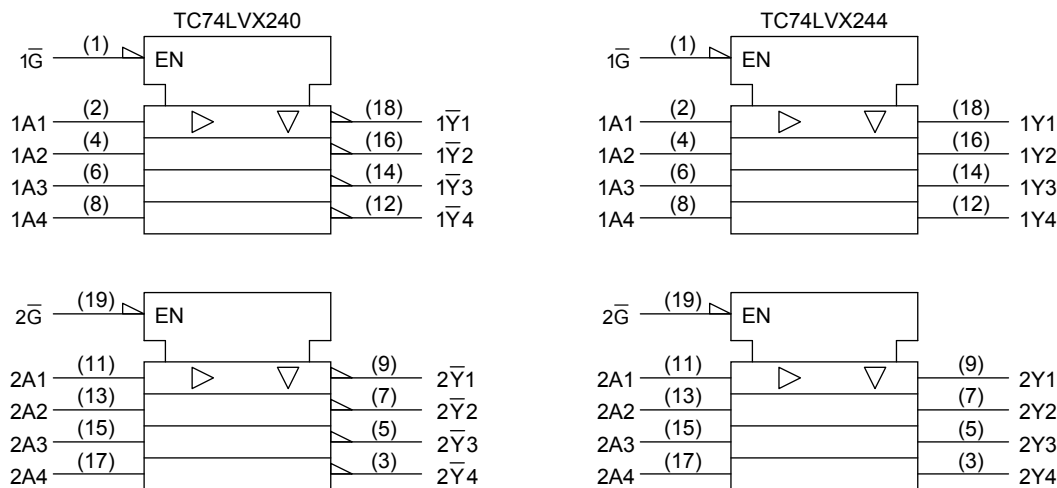 TC74LVX240
1G̅ (1) EN
1A1 (2) (18) 1Y̅1
1A2 (4) (16) 1Y̅2
1A3 (6) (14) 1Y̅3
1A4 (8) (12) 1Y̅4
2G̅ (19) EN
2A1 (11) (9) 2Y̅1
2A2 (13) (7) 2Y̅2
2A3 (15) (5) 2Y̅3
2A4 (17) (3) 2Y̅4
TC74LVX244
1G̅ (1) EN
1A1 (2) (18) 1Y1
1A2 (4) (16) 1Y2
1A3 (6) (14) 1Y3
1A4 (8) (12) 1Y4
2G̅ (19) EN
2A1 (11) (9) 2Y1
2A2 (13) (7) 2Y2
2A3 (15) (5) 2Y3
2A4 (17) (3) 2Y4